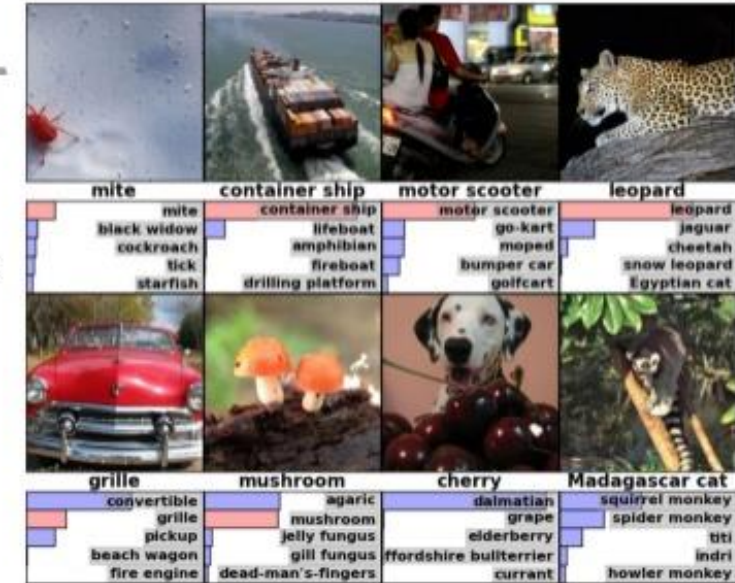 mite container ship motor scooter leopard
mite container ship motor scooter leopard
black widow lifeboat go-kart jaguar
cockroach amphibian moped cheetah
tick fireboat bumper car snow leopard
starfish drilling platform golfcart Egyptian cat
grille mushroom cherry Madagascar cat
convertible agaric dalmatian squirrel monkey
grille mushroom grape spider monkey
pickup jelly fungus elderberry titi
beach wagon gill fungus ffordshire bullterrier indri
fire engine dead-man's-fingers currant howler monkey